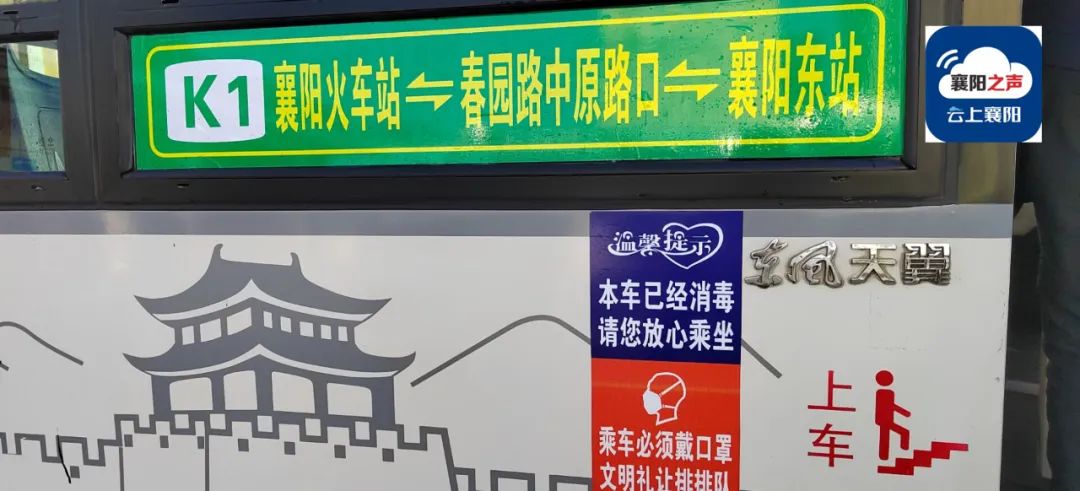 K1 襄阳火车站⇌春园路中原路口⇌襄阳东站
襄阳之声
云上襄阳
温馨提示
本车已经消毒
请您放心乘坐
东风天翼
上车
乘车必须戴口罩
文明礼让排排队